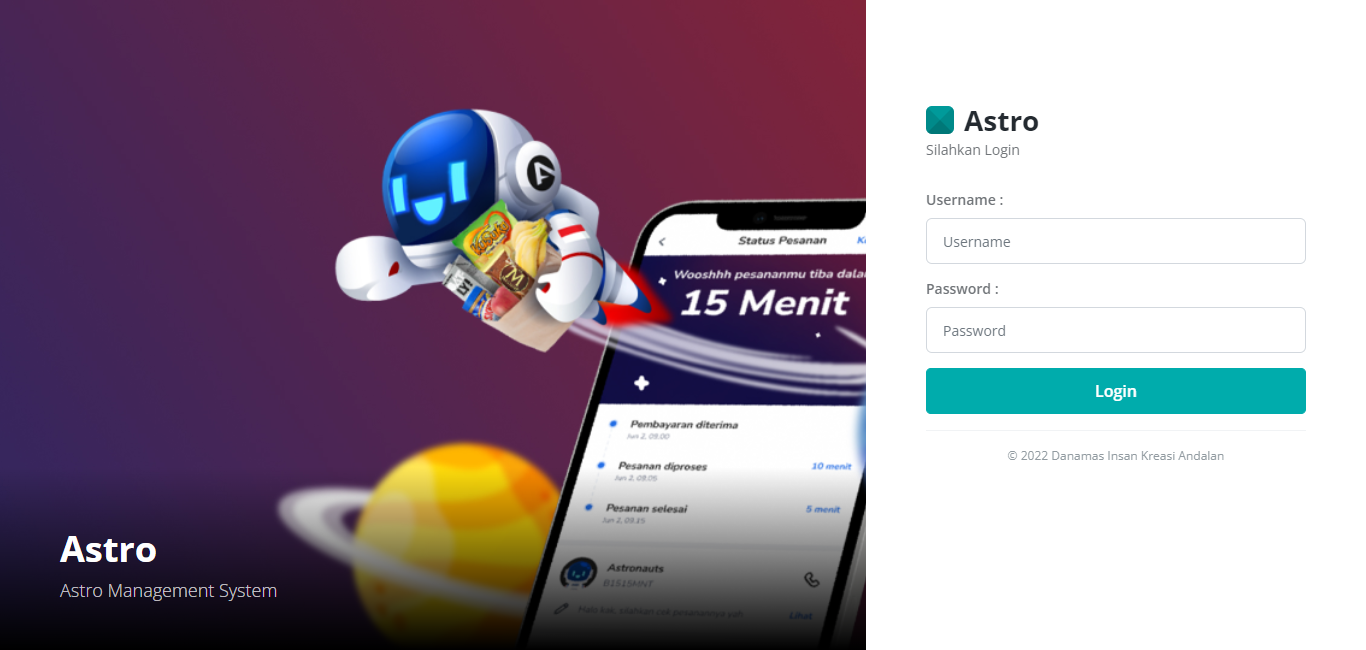 Status Pesanan
Wooshhh pesananmu tiba dala
15 Menit
Pembayaran diterima
Jun 2, 09.00
Pesanan diproses
10 menit
Jun 2, 09.05
Pesanan selesai
5 menit
Jun 2, 09.15
Astronauts
B1515MNT
Lihat
Astro
Astro Management System
Astro
Silahkan Login
Username :
Username
Password :
Password
Login
© 2022 Danamas Insan Kreasi Andalan